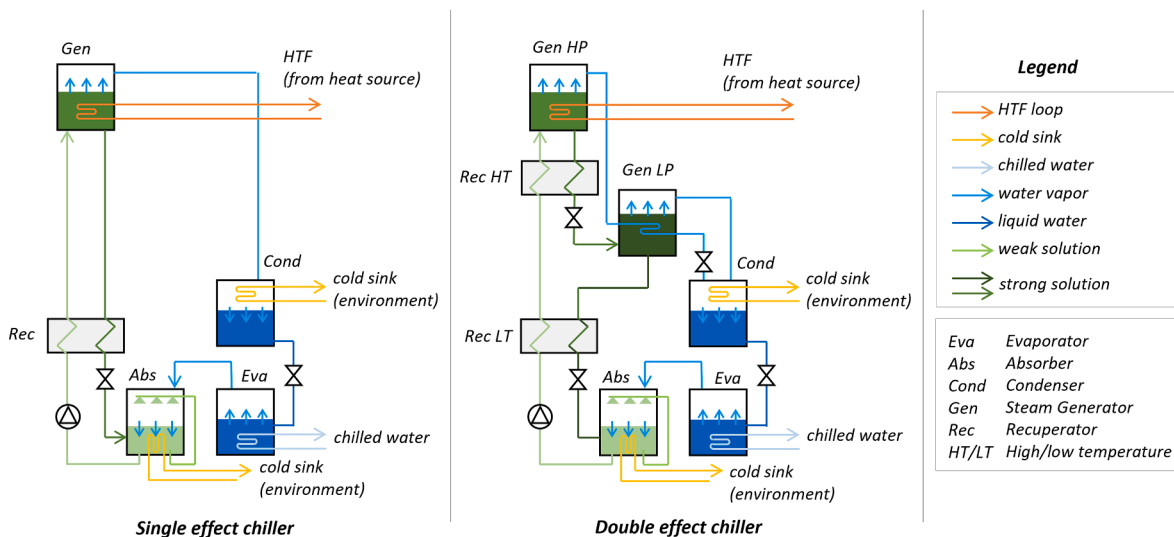 Gen
HTF
(from heat source)
Cond
cold sink
(environment)
Rec
Abs
Eva
chilled water
cold sink
(environment)
Single effect chiller
Gen HP
HTF
(from heat source)
Rec HT
Gen LP
Cond
cold sink
(environment)
Rec LT
Abs
Eva
chilled water
cold sink
(environment)
Double effect chiller
Legend
HTF loop
cold sink
chilled water
water vapor
liquid water
weak solution
strong solution
Eva Evaporator
Abs Absorber
Cond Condenser
Gen Steam Generator
Rec Recuperator
HT/LT High/low temperature